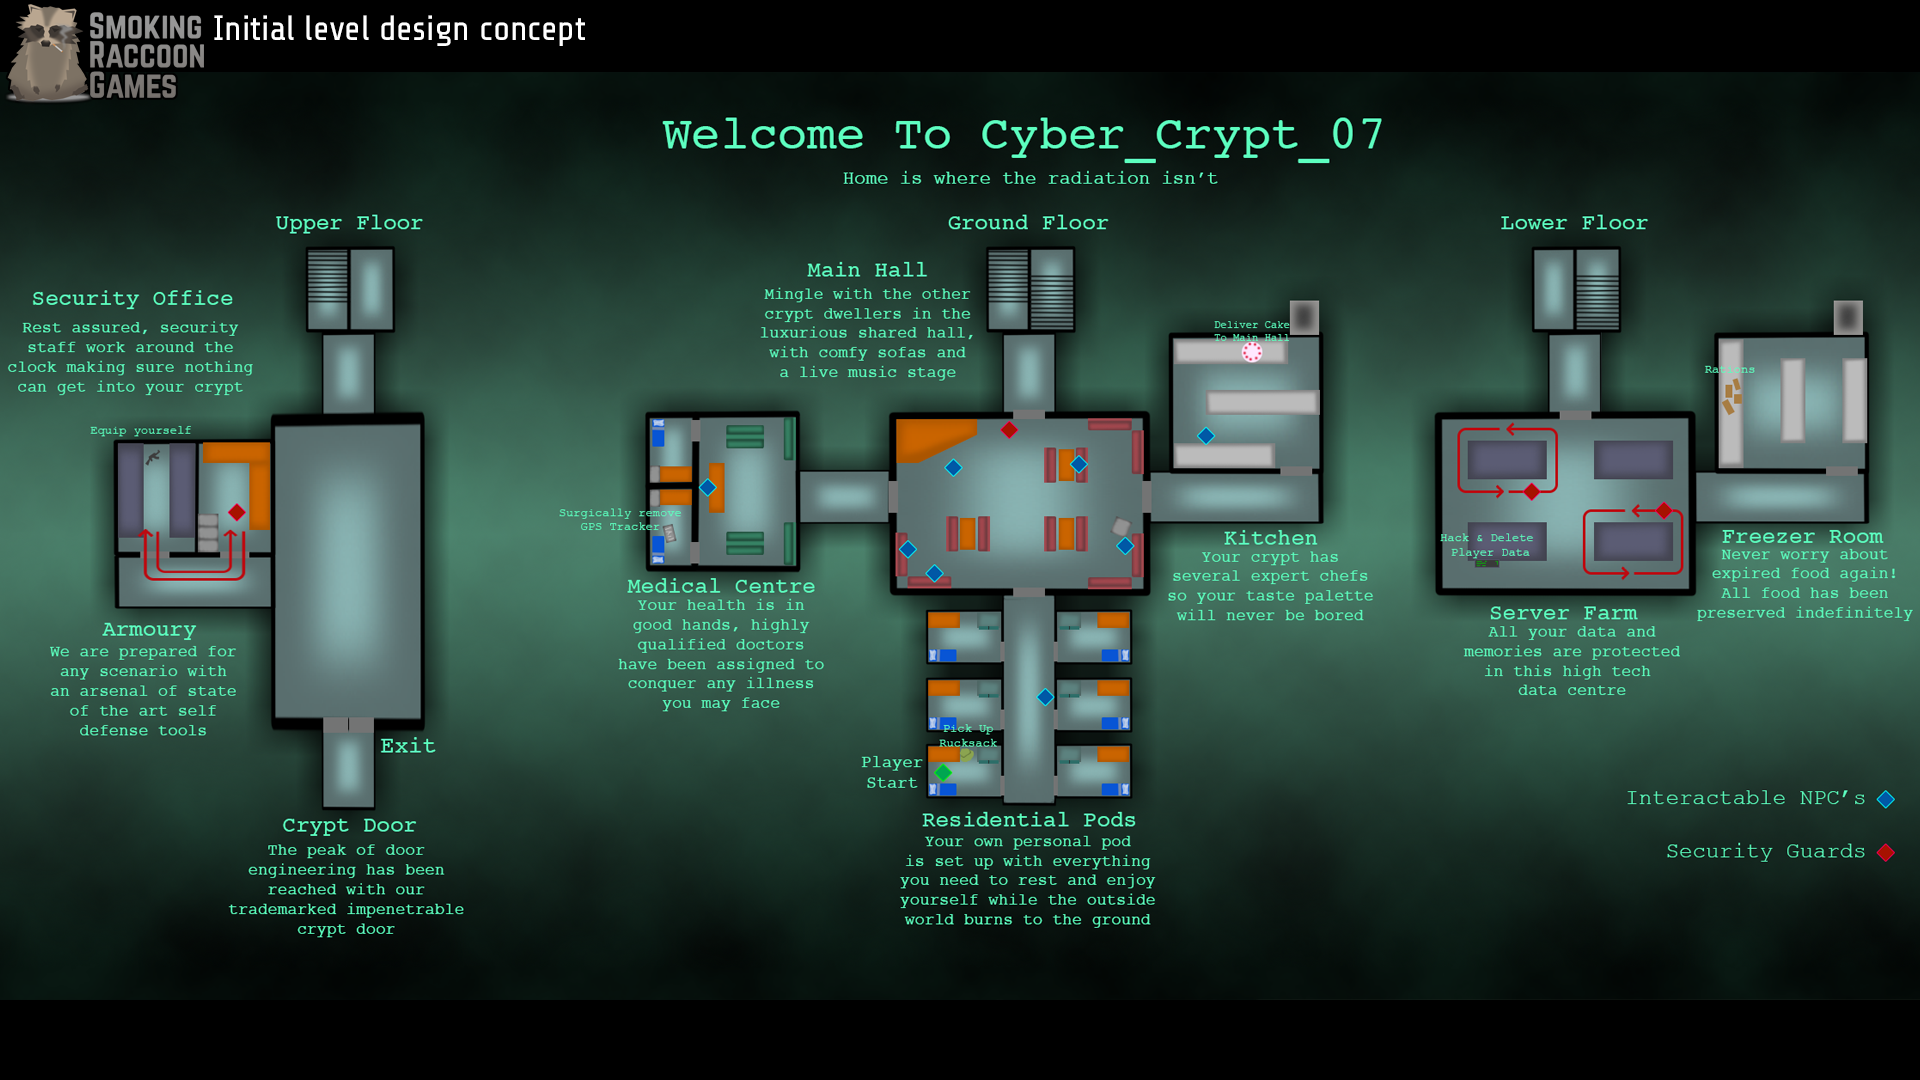 SMOKING
RACCOON
GAMES
Initial level design concept
Welcome To Cyber_Crypt_07
Home is where the radiation isn't
Upper Floor
Security Office
Rest assured, security
staff work around the
clock making sure nothing
can get into your crypt
Equip yourself
Armoury
We are prepared for
any scenario with
an arsenal of state
of the art self
defense tools
Exit
Crypt Door
The peak of door
engineering has been
reached with our
trademarked impenetrable
crypt door
Ground Floor
Main Hall
Mingle with the other
crypt dwellers in the
luxurious shared hall,
with comfy sofas and
a live music stage
Deliver Cake
To Main Hall
Surgically remove
GPS Tracker
Medical Centre
Your health is in
good hands, highly
qualified doctors
have been assigned to
conquer any illness
you may face
Kitchen
Your crypt has
several expert chefs
so your taste palette
will never be bored
Pick Up
Rucksack
Player
Start
Residential Pods
Your own personal pod
is set up with everything
you need to rest and enjoy
yourself while the outside
world burns to the ground
Lower Floor
Rations
Hack & Delete
Player Data
Server Farm
All your data and
memories are protected
in this high tech
data centre
Freezer Room
Never worry about
expired food again!
All food has been
preserved indefinitely
Interactable NPC's
Security Guards